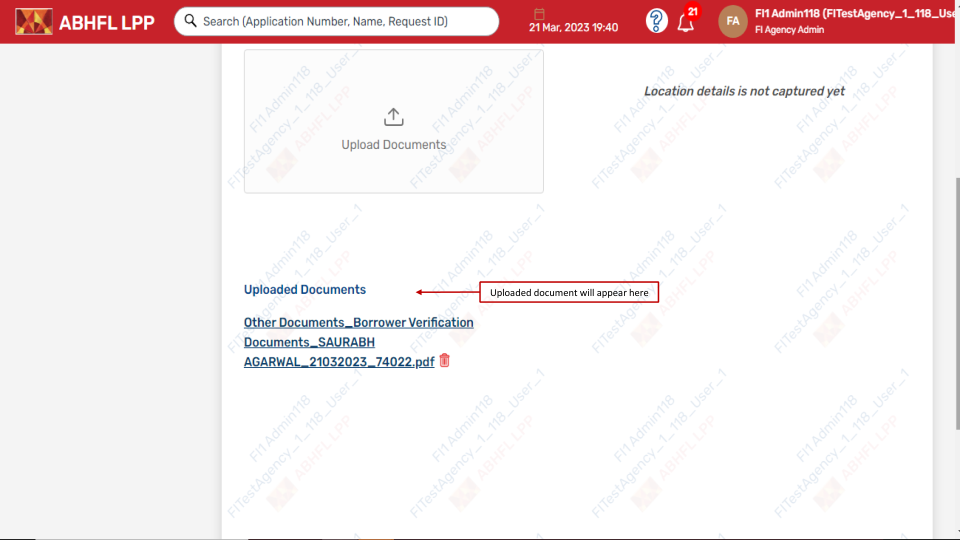 ABHFL LPP
Search (Application Number, Name, Request ID)
21 Mar, 2023 19:40
21
FA
FI1 Admin118 (FITestAgency_1_118_Use
FI Agency Admin
Upload Documents
Location details is not captured yet
Uploaded Documents
Uploaded document will appear here
Other Documents_Borrower Verification
Documents_SAURABH
AGARWAL_21032023_74022.pdf
FI1 Admin118
FITestAgency_1_118_User_1
ABHFL LPP